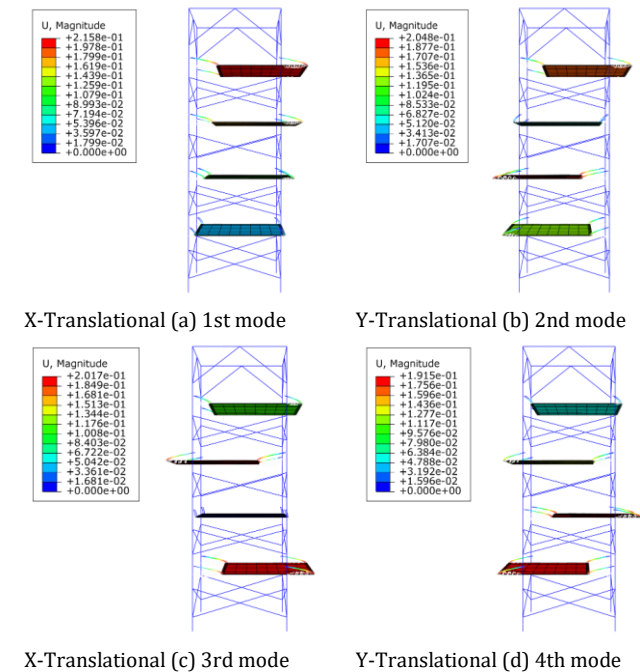 U, Magnitude
+2.158e-01
+1.978e-01
+1.799e-01
+1.619e-01
+1.439e-01
+1.259e-01
+1.079e-01
+8.993e-02
+7.194e-02
+5.396e-02
+3.597e-02
+1.799e-02
+0.000e+00
U, Magnitude
+2.048e-01
+1.877e-01
+1.707e-01
+1.536e-01
+1.365e-01
+1.195e-01
+1.024e-01
+8.533e-02
+6.827e-02
+5.120e-02
+3.413e-02
+1.707e-02
+0.000e+00
X-Translational (a) 1st mode
Y-Translational (b) 2nd mode
U, Magnitude
+2.017e-01
+1.849e-01
+1.681e-01
+1.513e-01
+1.344e-01
+1.176e-01
+1.008e-01
+8.403e-02
+6.722e-02
+5.042e-02
+3.361e-02
+1.681e-02
+0.000e+00
U, Magnitude
+1.915e-01
+1.756e-01
+1.596e-01
+1.436e-01
+1.277e-01
+1.117e-01
+9.576e-02
+7.980e-02
+6.384e-02
+4.788e-02
+3.192e-02
+1.596e-02
+0.000e+00
X-Translational (c) 3rd mode
Y-Translational (d) 4th mode